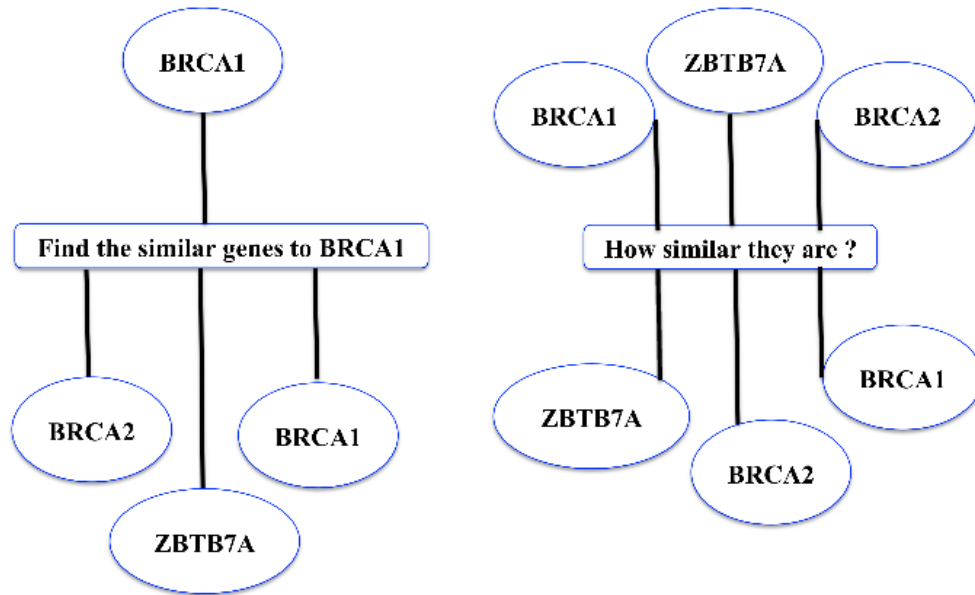 BRCA1
Find the similar genes to BRCA1
BRCA2
BRCA1
ZBTB7A
BRCA1
ZBTB7A
BRCA2
How similar they are ?
ZBTB7A
BRCA2
BRCA1